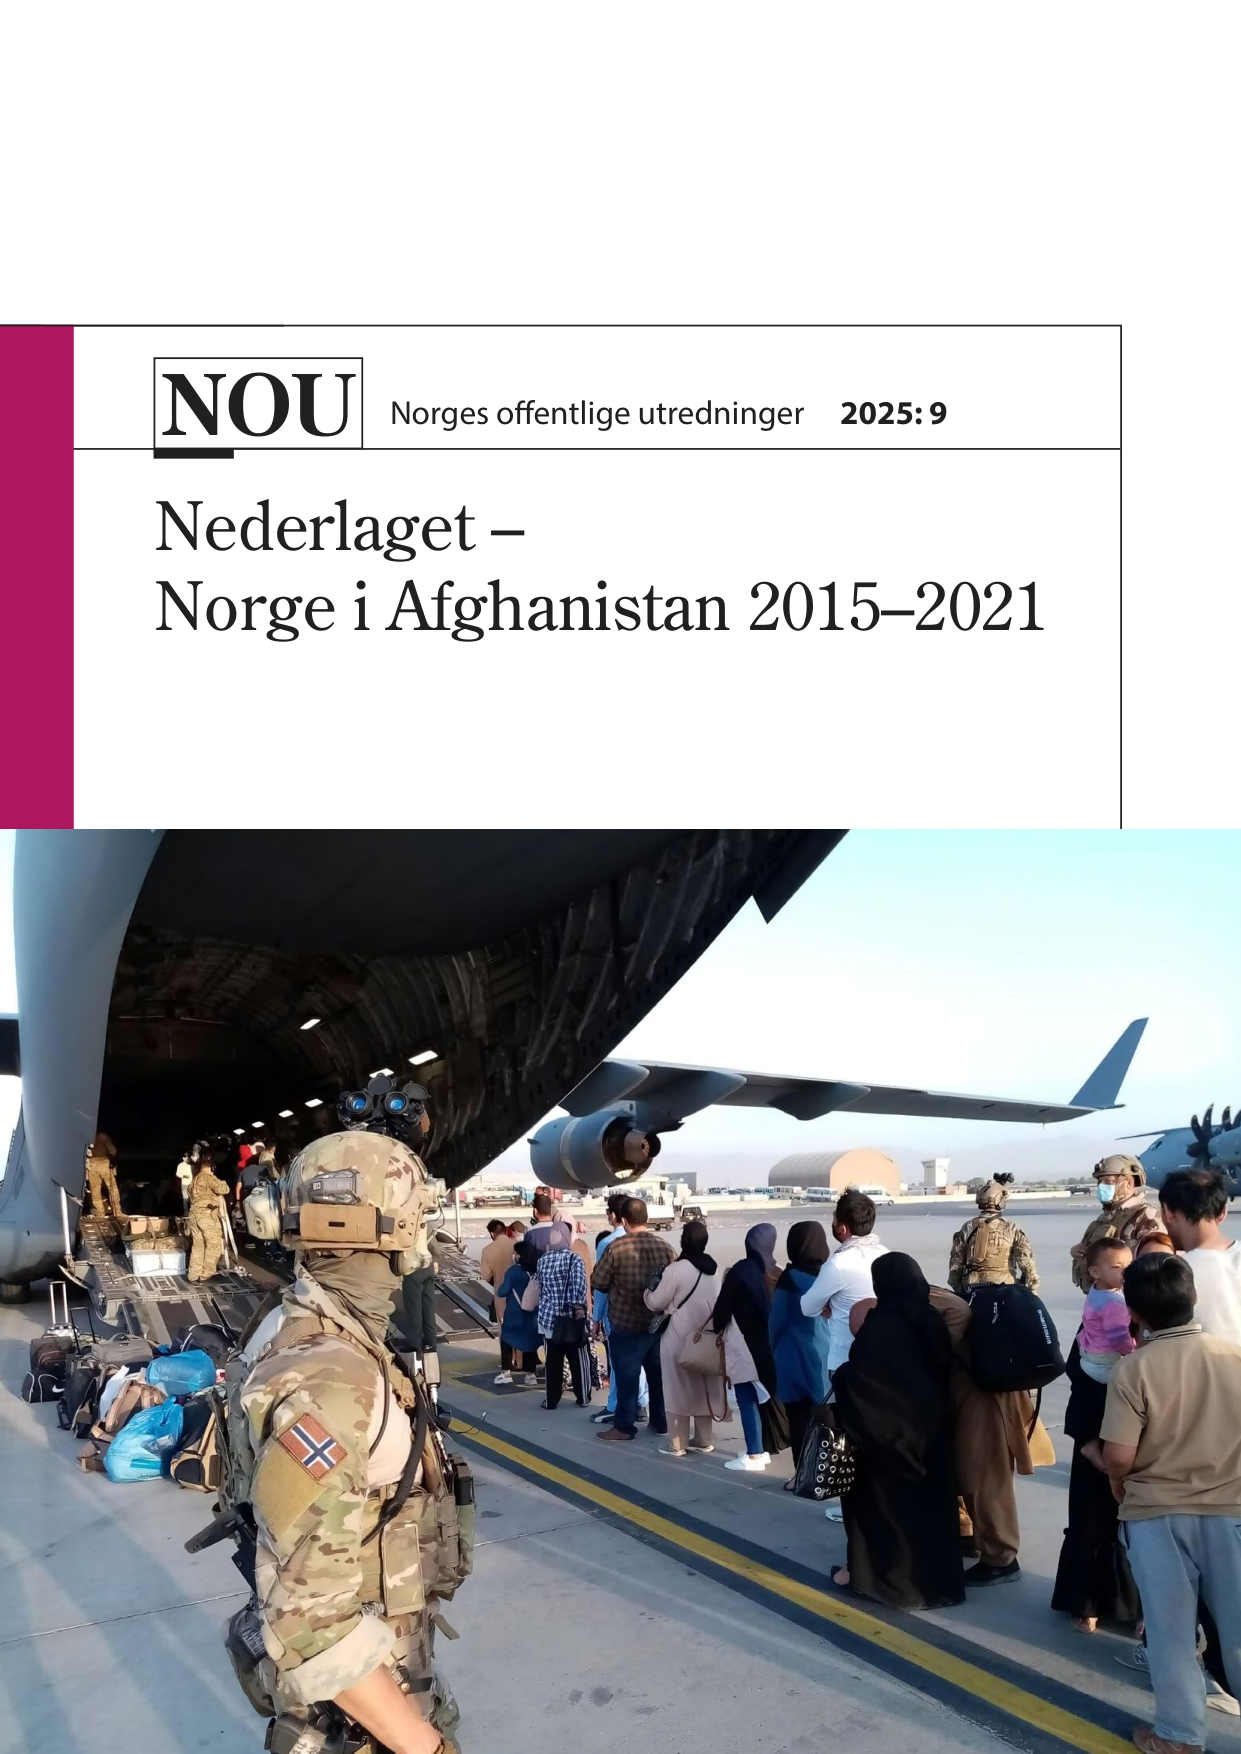 NOU
Norges offentlige utredninger 2025: 9
Nederlaget –
Norge i Afghanistan 2015–2021